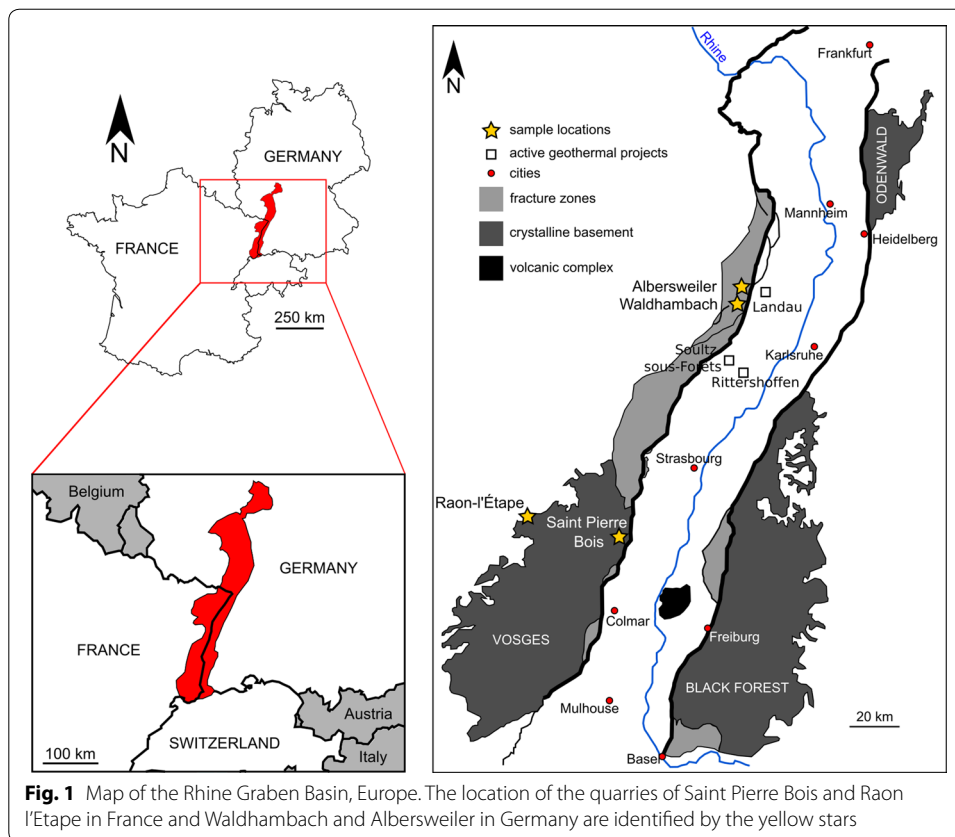 N
GERMANY
FRANCE
250 km
Belgium
GERMANY
FRANCE
Austria
SWITZERLAND
Italy
100 km
N
Rhine
Frankfurt
sample locations
active geothermal projects
cities
fracture zones
crystalline basement
volcanic complex
ODENWALD
Mannheim
Heidelberg
Albersweiler
Waldhambach
Landau
Soultz
sous-Forets
Karlsruhe
Rittershoffen
Strasbourg
Raon-l'Étape
Saint Pierre
Bois
Colmar
VOSGES
Freiburg
BLACK FOREST
Mulhouse
20 km
Basel
Fig. 1 Map of the Rhine Graben Basin, Europe. The location of the quarries of Saint Pierre Bois and Raon
l'Etape in France and Waldhambach and Albersweiler in Germany are identified by the yellow stars